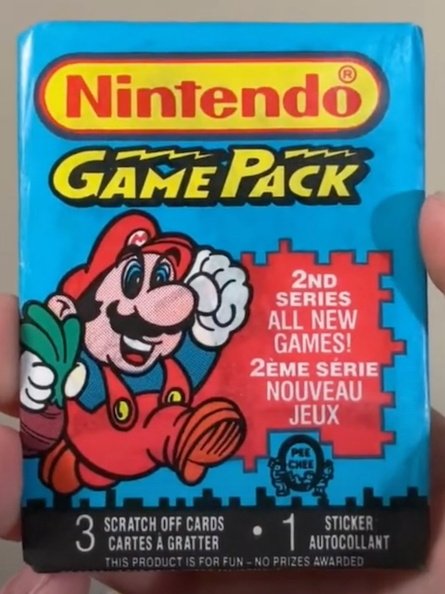 Nintendo®
GAME PACK
M
2ND
SERIES
ALL NEW
GAMES!
2ÈME SÉRIE
NOUVEAU
JEUX
PEE
CHEE
3 SCRATCH OFF CARDS
CARTES À GRATTER
• 1 STICKER
AUTOCOLLANT
THIS PRODUCT IS FOR FUN – NO PRIZES AWARDED